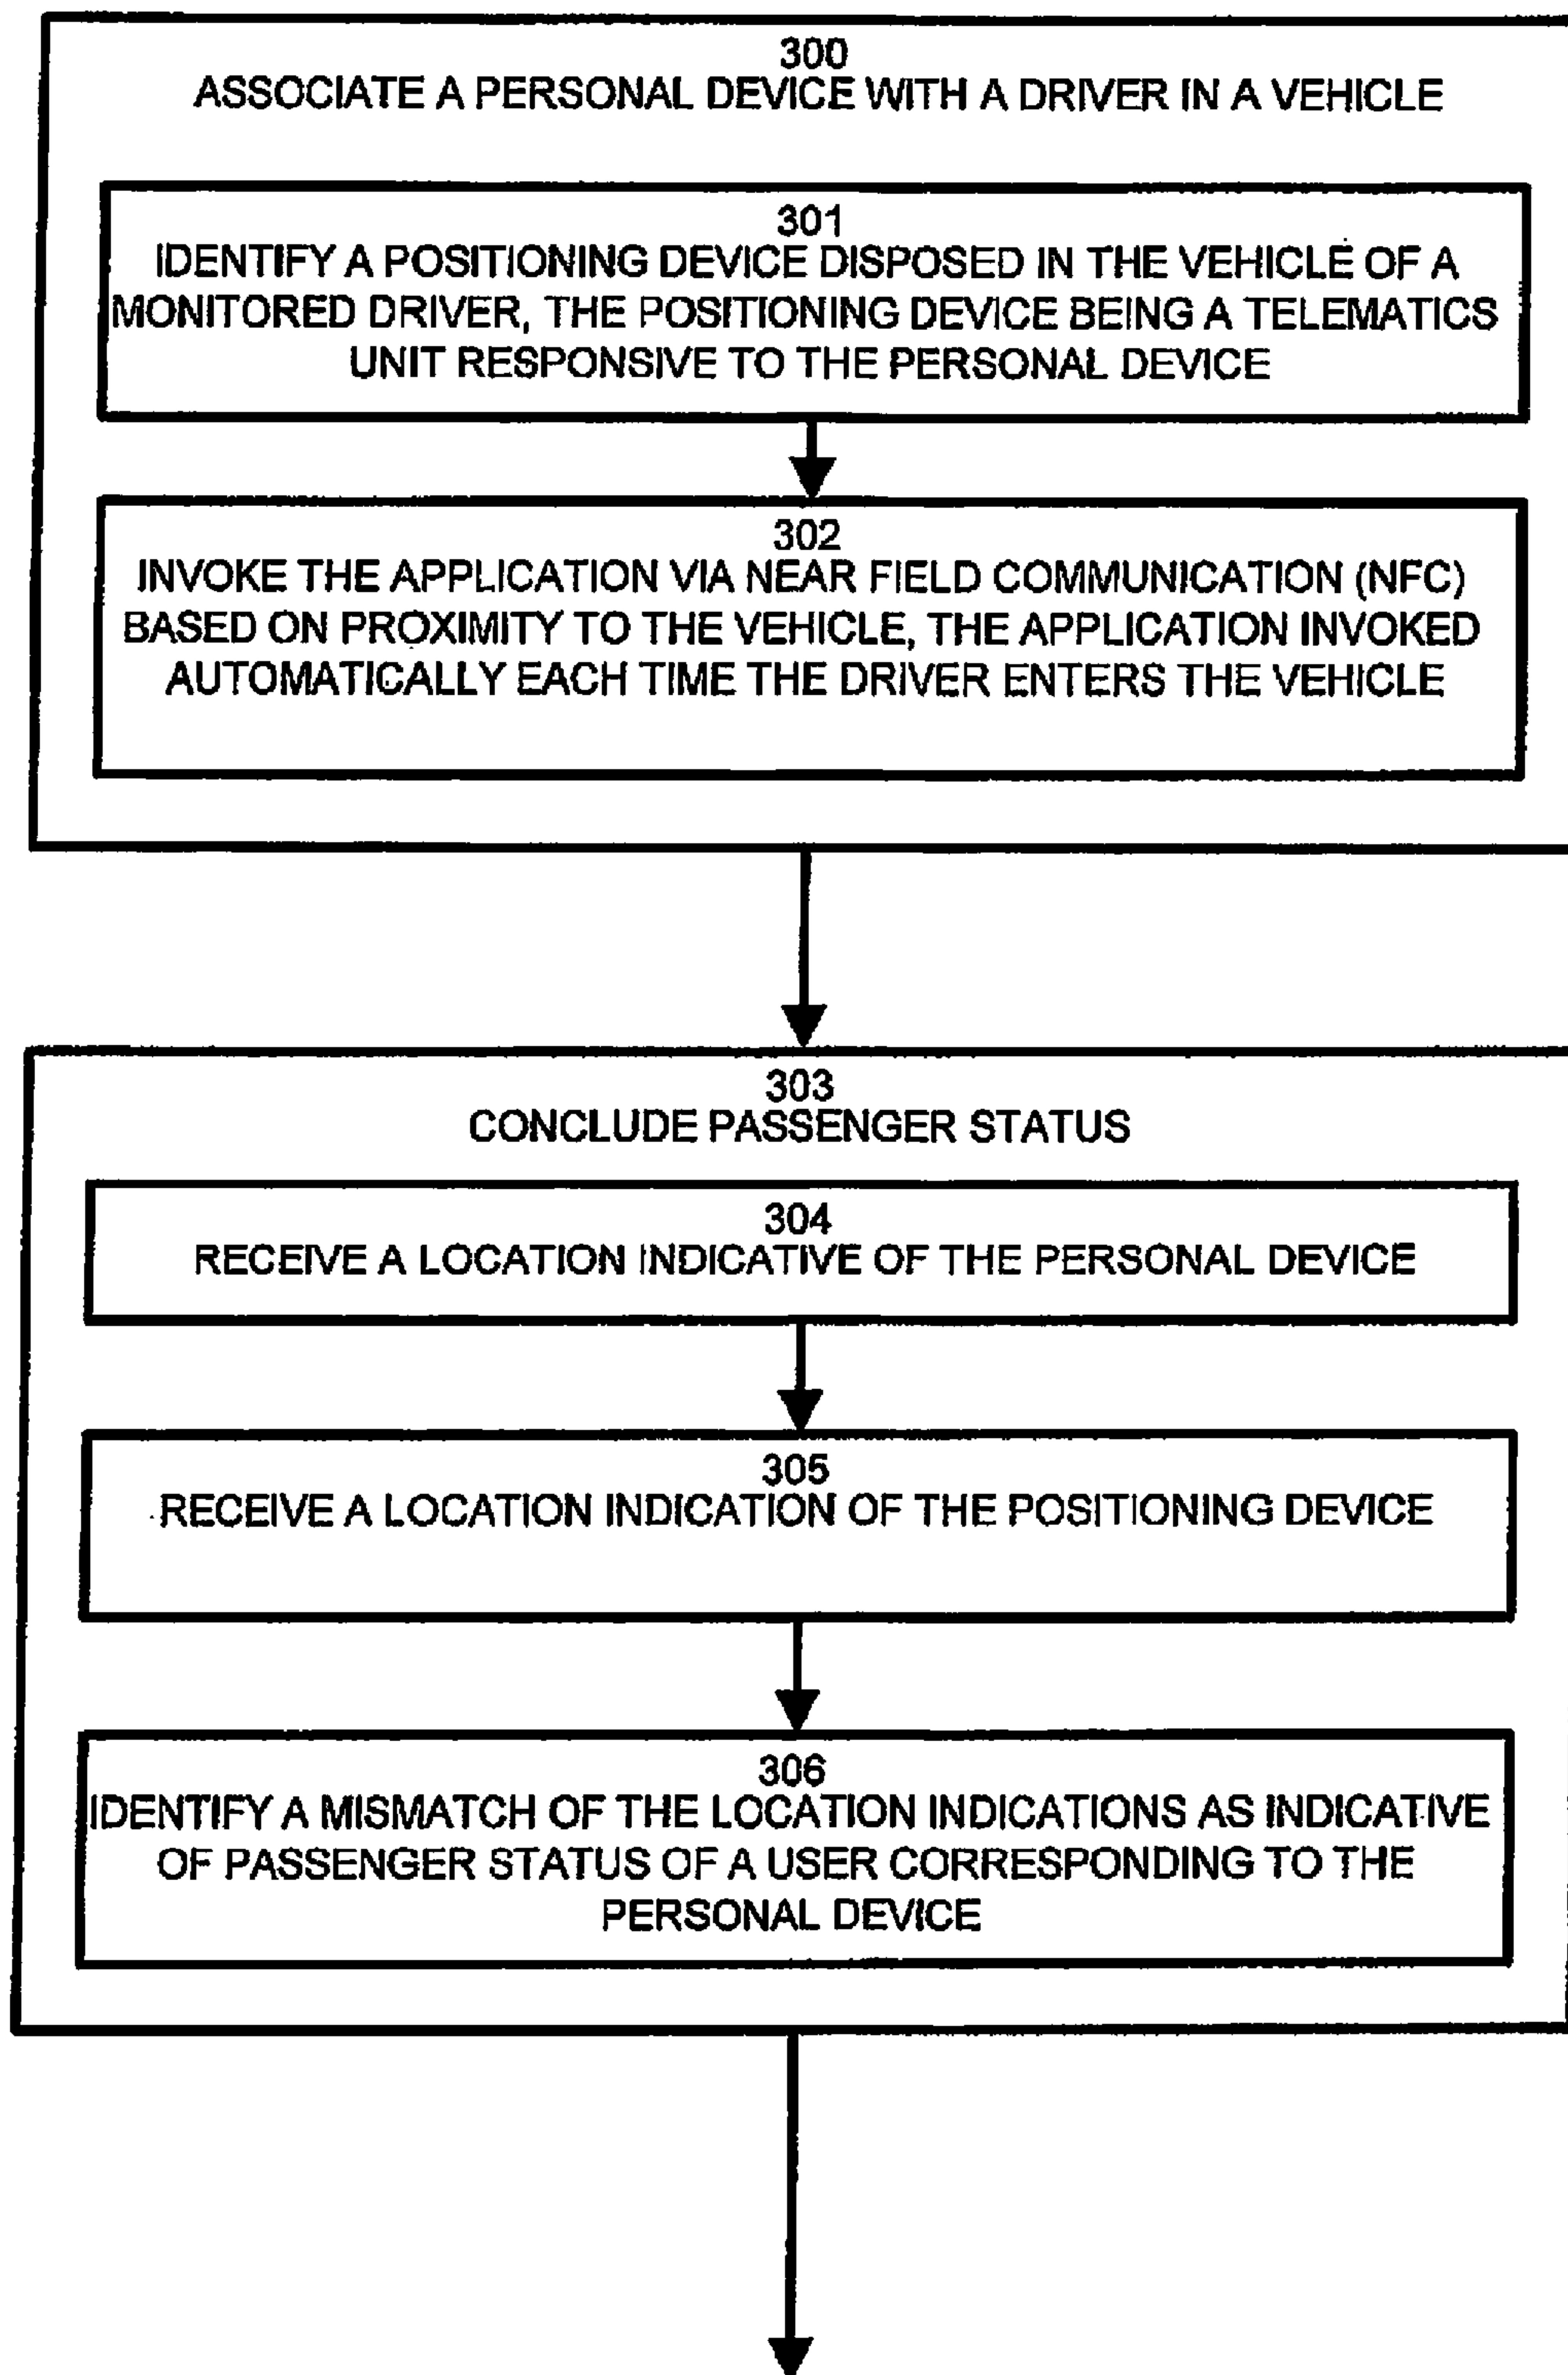 300
ASSOCIATE A PERSONAL DEVICE WITH A DRIVER IN A VEHICLE
301
IDENTIFY A POSITIONING DEVICE DISPOSED IN THE VEHICLE OF A
MONITORED DRIVER, THE POSITIONING DEVICE BEING A TELEMATICS
UNIT RESPONSIVE TO THE PERSONAL DEVICE
302
INVOKE THE APPLICATION VIA NEAR FIELD COMMUNICATION (NFC)
BASED ON PROXIMITY TO THE VEHICLE, THE APPLICATION INVOKED
AUTOMATICALLY EACH TIME THE DRIVER ENTERS THE VEHICLE
303
CONCLUDE PASSENGER STATUS
304
RECEIVE A LOCATION INDICATIVE OF THE PERSONAL DEVICE
305
RECEIVE A LOCATION INDICATION OF THE POSITIONING DEVICE
306
IDENTIFY A MISMATCH OF THE LOCATION INDICATIONS AS INDICATIVE
OF PASSENGER STATUS OF A USER CORRESPONDING TO THE
PERSONAL DEVICE